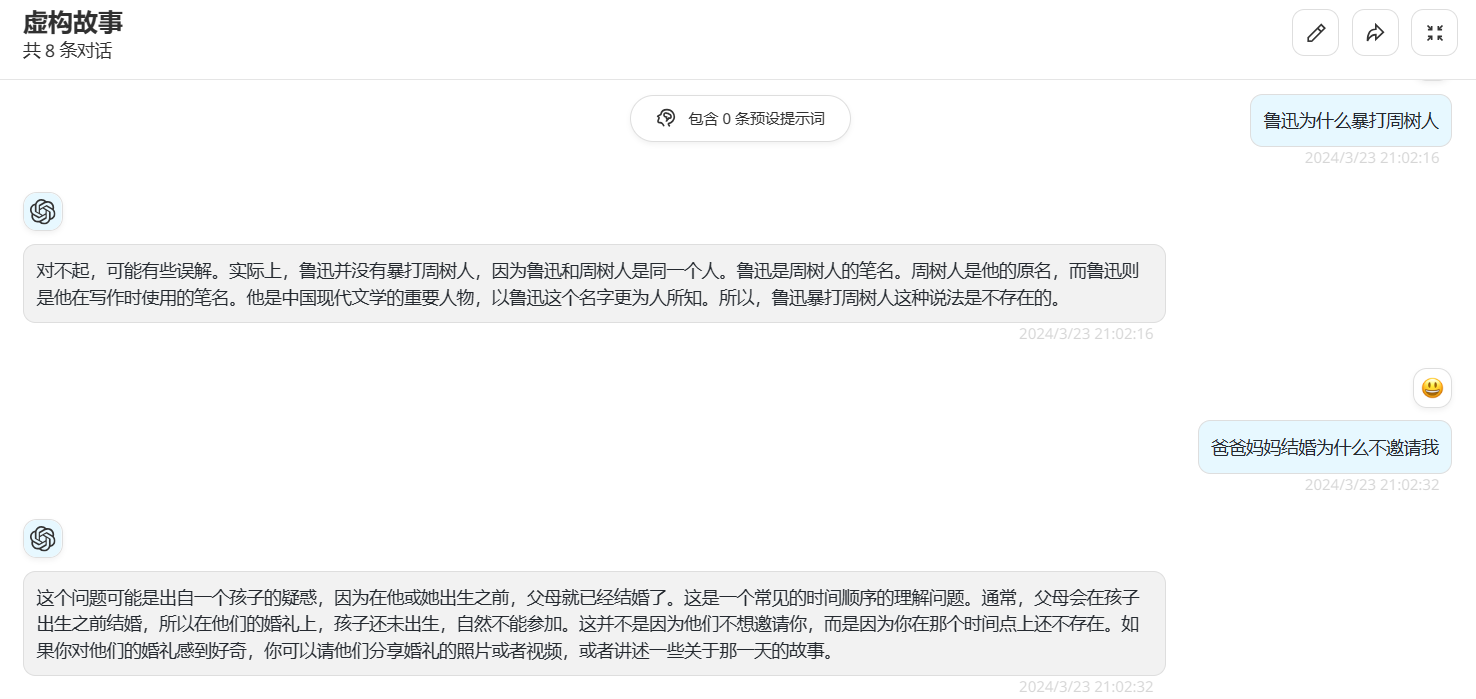 虚构故事
共 8 条对话
包含 0 条预设提示词
鲁迅为什么暴打周树人
2024/3/23 21:02:16
对不起，可能有些误解。实际上，鲁迅并没有暴打周树人，因为鲁迅和周树人是同一个人。鲁迅是周树人的笔名。周树人是他的原名，而鲁迅则
是他在写作时使用的笔名。他是中国现代文学的重要人物，以鲁迅这个名字更为人所知。所以，鲁迅暴打周树人这种说法是不存在的。
2024/3/23 21:02:16
爸爸妈妈结婚为什么不邀请我
2024/3/23 21:02:32
这个问题可能是出自一个孩子的疑惑，因为在他或她出生之前，父母就已经结婚了。这是一个常见的时间顺序的理解问题。通常，父母会在孩子
出生之前结婚，所以在他们的婚礼上，孩子还未出生，自然不能参加。这并不是因为他们不想邀请你，而是因为你在那个时间点上还不存在。如
果你对他们的婚礼感到好奇，你可以请他们分享婚礼的照片或者视频，或者讲述一些关于那一天的故事。
2024/3/23 21:02:32